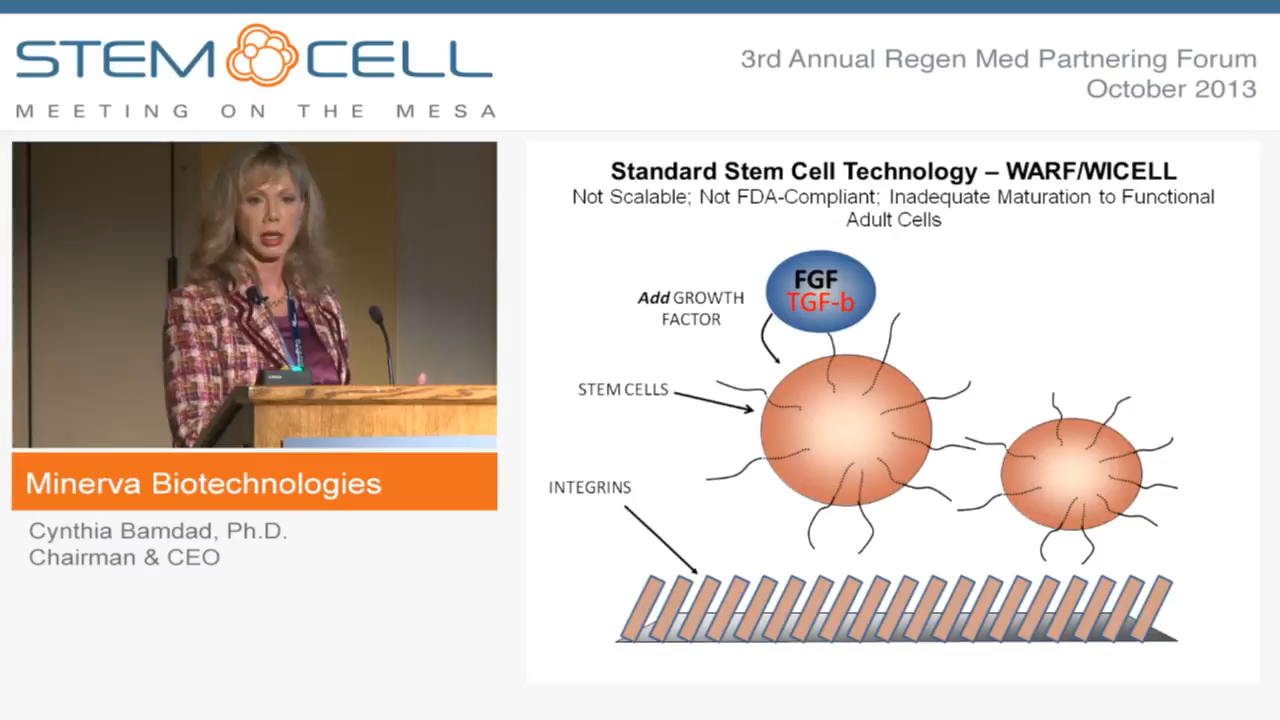 STEM CELL
MEETING ON THE MESA
3rd Annual Regen Med Partnering Forum
October 2013
Standard Stem Cell Technology – WARF/WICELL
Not Scalable; Not FDA-Compliant; Inadequate Maturation to Functional
Adult Cells
FGF
TGF-b
Add GROWTH
FACTOR
STEM CELLS
INTEGRINS
Minerva Biotechnologies
Cynthia Bamdad, Ph.D.
Chairman & CEO